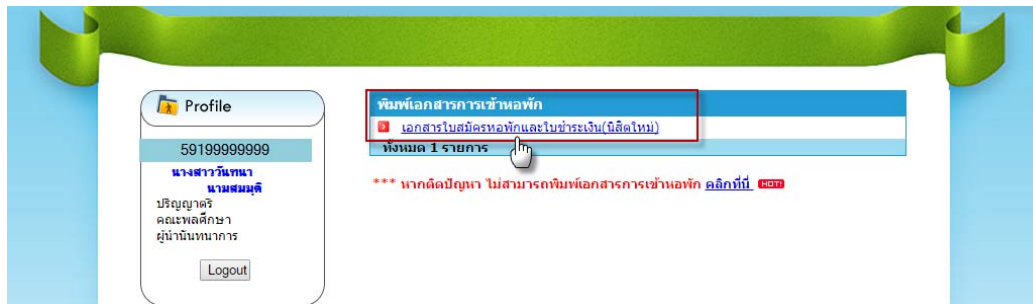 Profile
59199999999
นางสาววันทนา
นามสมมุติ
ปริญญาตรี
คณะพลศึกษา
ผู้นำนันทนาการ
Logout
พิมพ์เอกสารการเข้าหอพัก
เอกสารใบสมัครหอพักและใบชำระเงิน(นิสิตใหม่)
ทั้งหมด 1 รายการ
*** หากติดปัญหา ไม่สามารถพิมพ์เอกสารการเข้าหอพัก คลิกที่นี่ HOT!